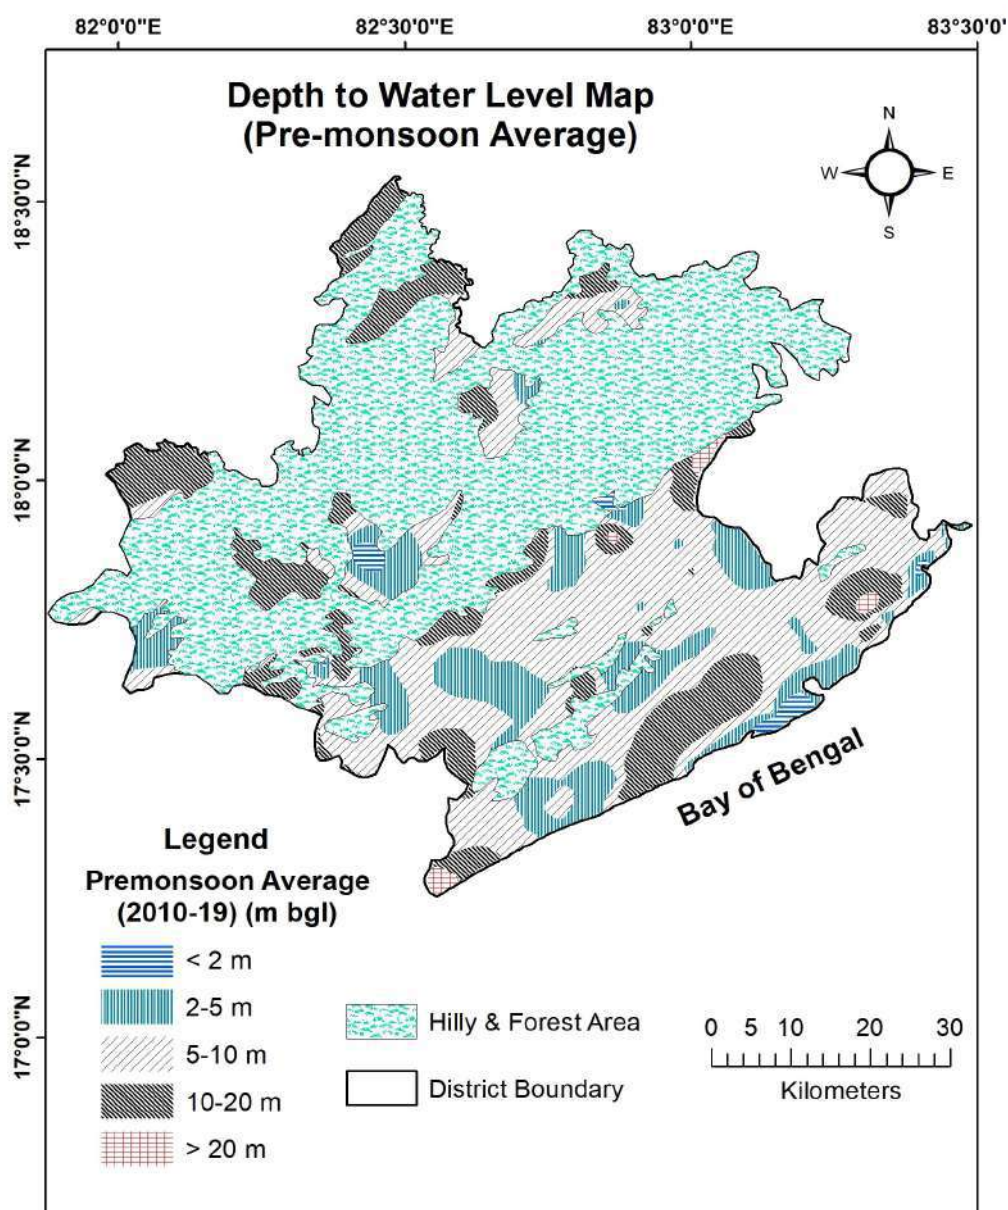 82°0'0"E 82°30'0"E 83°0'0"E 83°30'0
Depth to Water Level Map
(Pre-monsoon Average)
N
W E
S
18°30'0"N
18°0'0"N
17°30'0"N
17°0'0"N
Bay of Bengal
Legend
Premonsoon Average
(2010-19) (m bgl)
< 2 m
2-5 m
5-10 m
10-20 m
> 20 m
Hilly & Forest Area
District Boundary
0 5 10 20 30
Kilometers